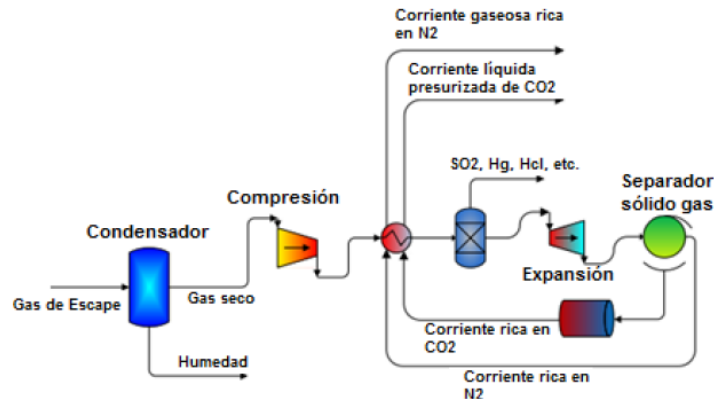 Corriente gaseosa rica
en N2
Corriente líquida
presurizada de CO2
SO2, Hg, Hcl, etc.
Separador
sólido gas
Compresión
Condensador
Expansión
Gas de Escape
Gas seco
Corriente rica en
CO2
Humedad
Corriente rica en
N2